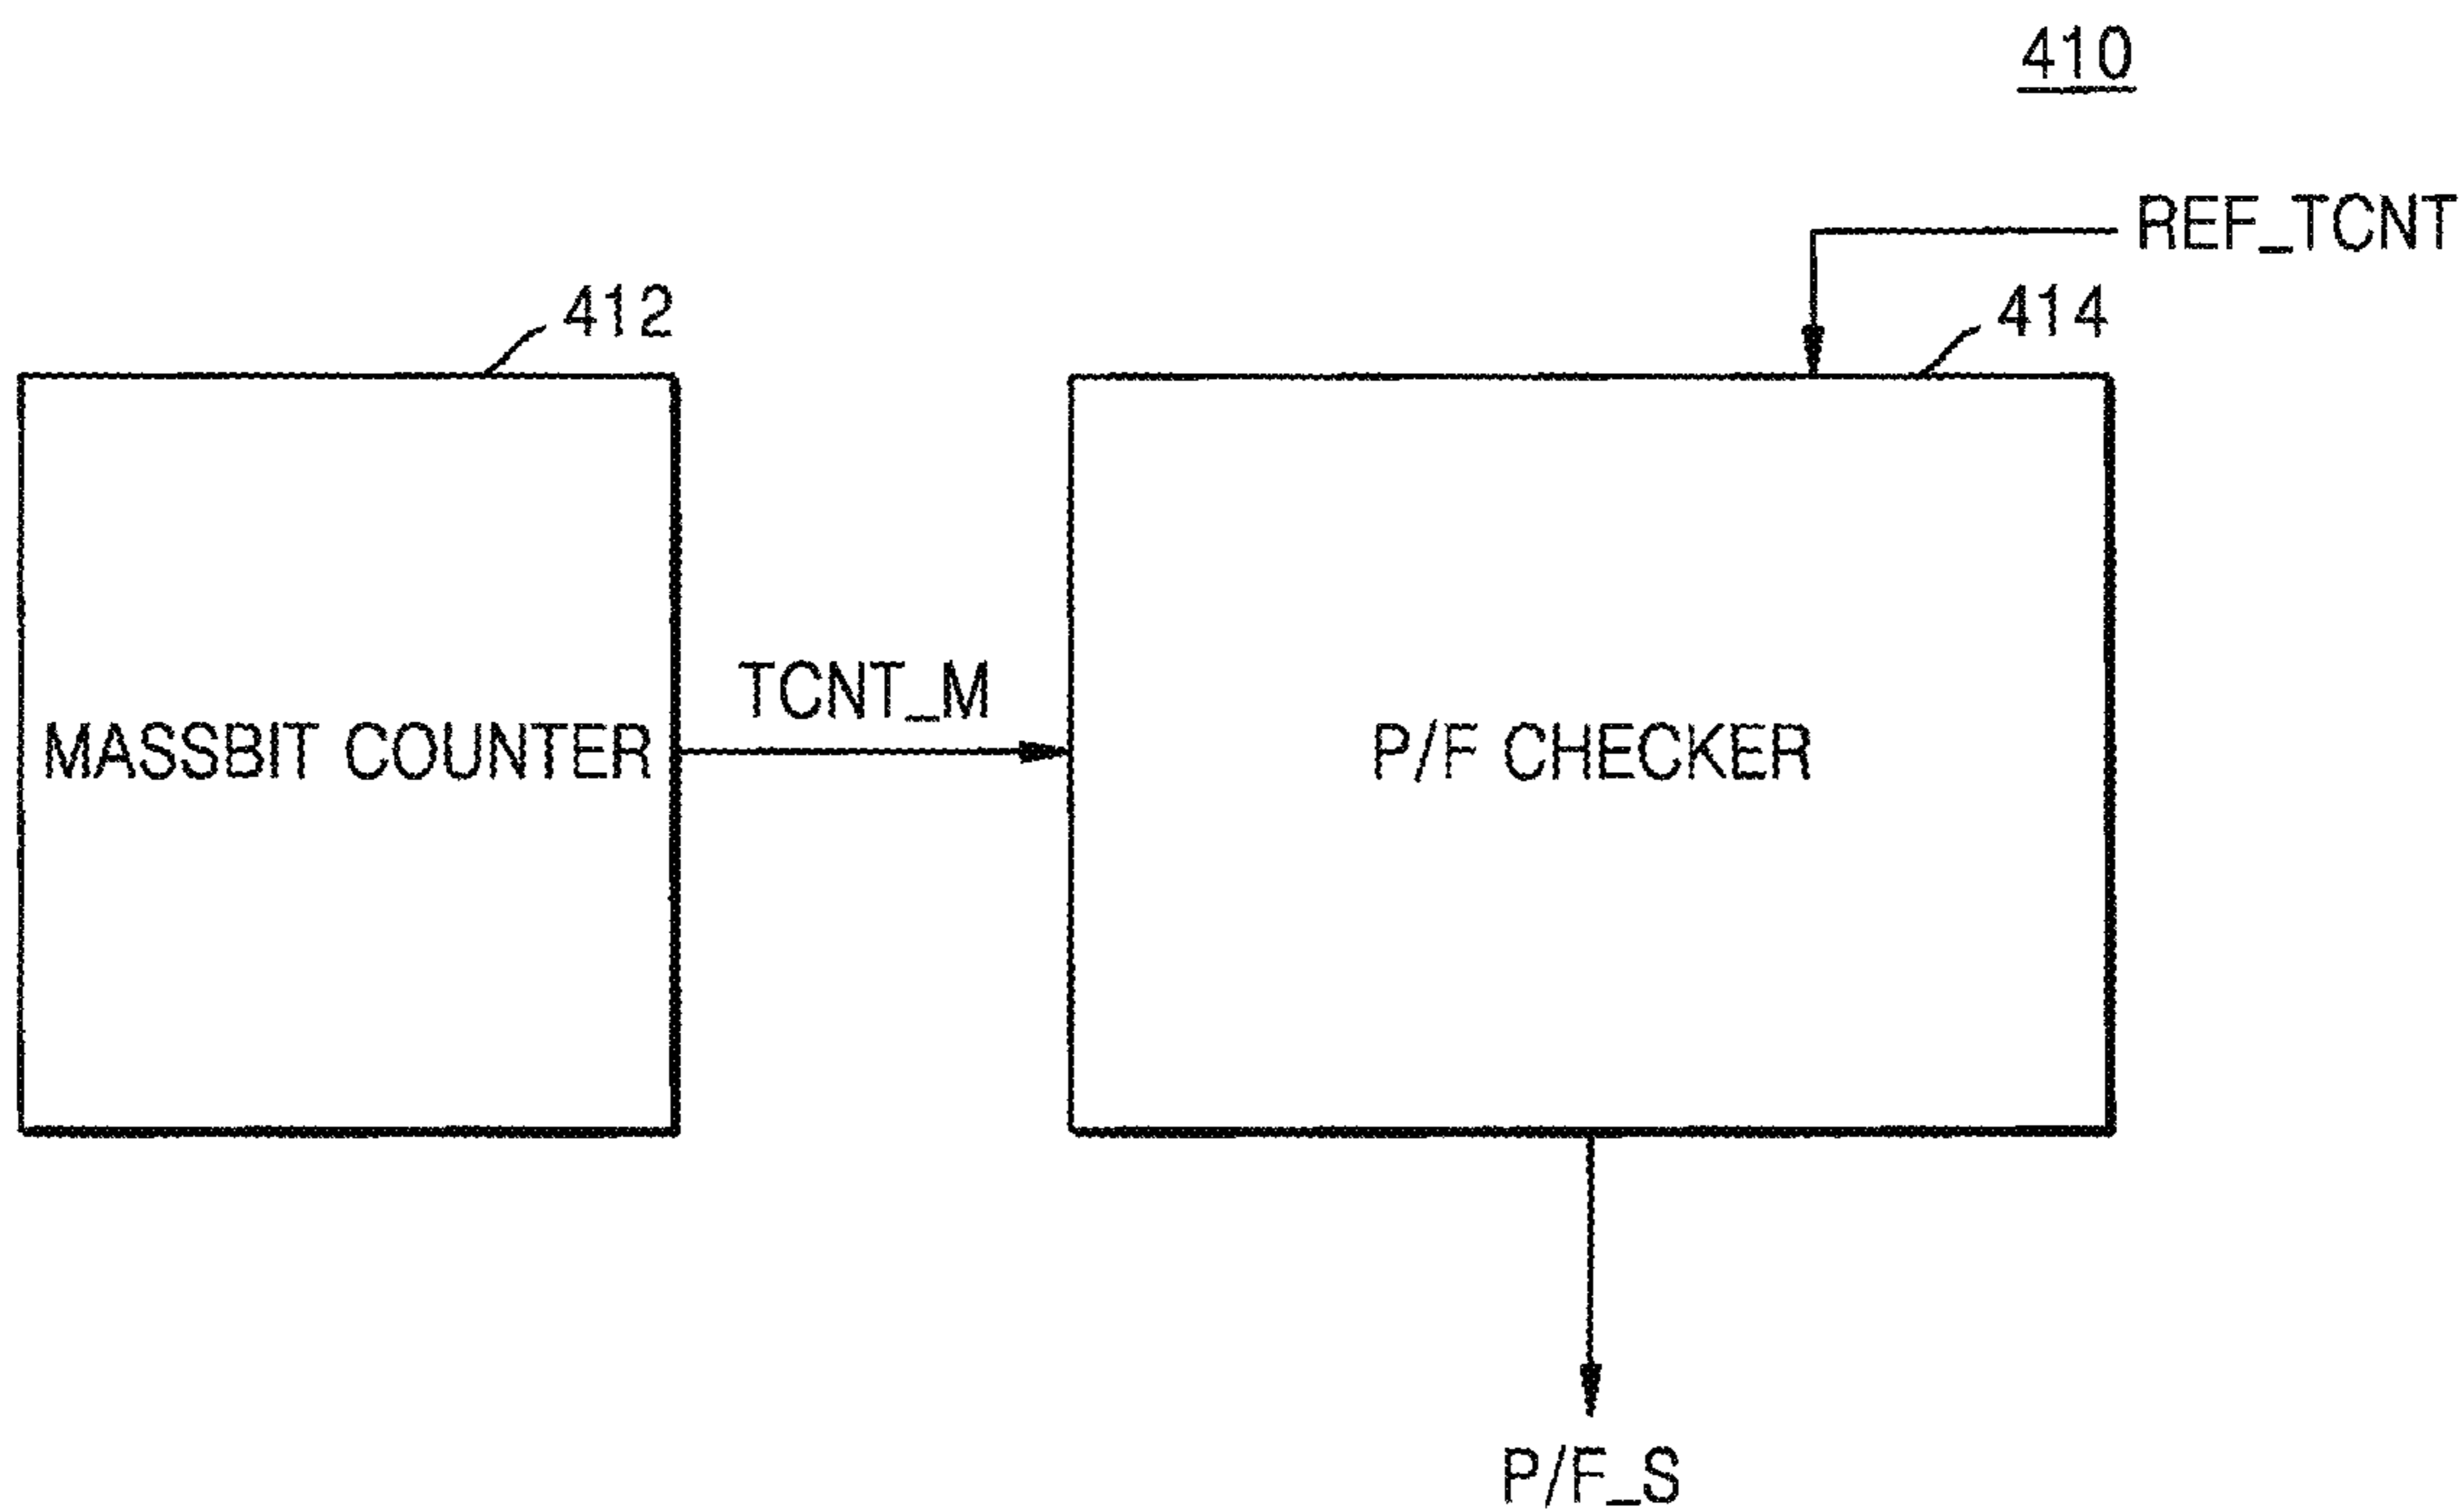 410
REF_TCNT
412
414
TCNT_M
MASSBIT COUNTER
P/F CHECKER
P/F_S